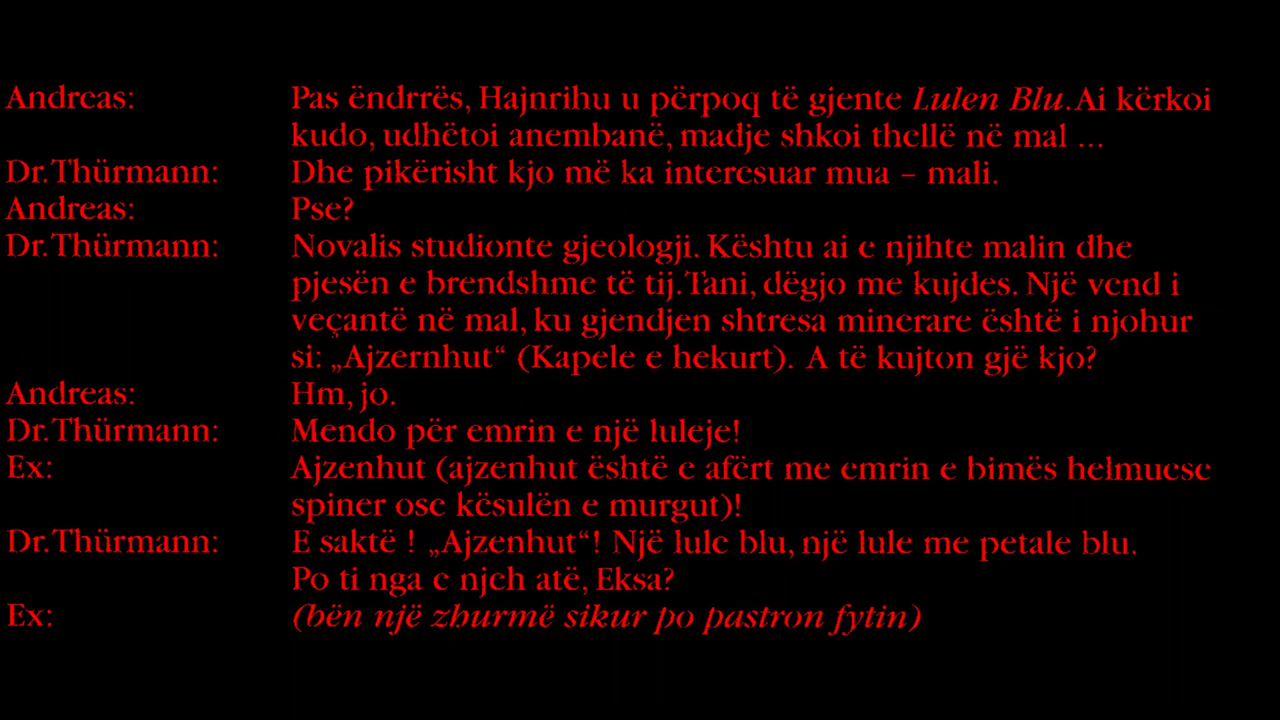 Andreas: Pas ëndrrës, Hajnrihu u përpoq të gjente Lulen Blu. Ai kërkoi
kudo, udhëtoi anembanë, madje shkoi thellë në mal ...
Dr. Thürmann: Dhe pikërisht kjo më ka interesuar mua – mali.
Andreas: Pse?
Dr. Thürmann: Novalis studionte gjeologji. Kështu ai e njihte malin dhe
pjesën e brendshme të tij. Tani, dëgjo me kujdes. Një vend i
veçantë në mal, ku gjendjen shtresa minerare është i njohur
si: „Ajzernhut“ (Kapele e hekurt). A të kujton gjë kjo?
Andreas: Hm, jo.
Dr. Thürmann: Mendo për emrin e një luleje!
Ex: Ajzenhut (ajzenhut është e afërt me emrin e bimës helmuese
spiner ose kësulën e murgut)!
Dr. Thürmann: E saktë ! „Ajzenhut“! Një lule blu, një lule me petale blu.
Po ti nga e njeh atë, Eksa?
Ex: (bën një zhurmë sikur po pastron fytin)